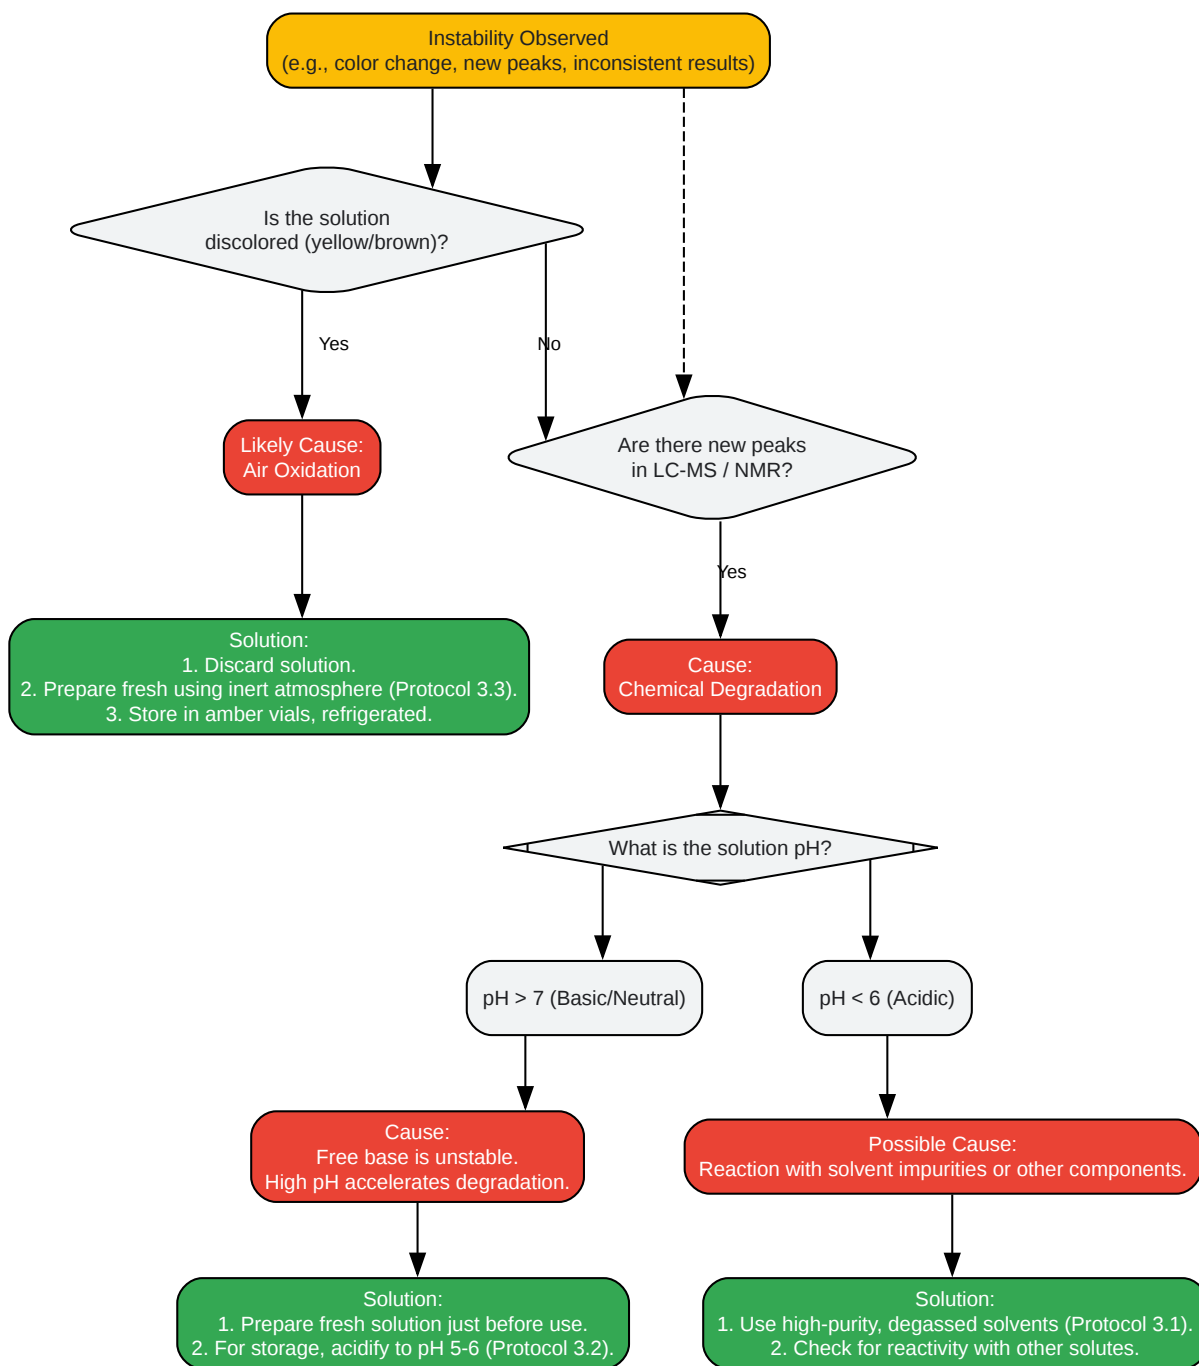 Instability Observed
(e.g., color change, new peaks, inconsistent results)
Is the solution
discolored (yellow/brown)?
Yes
No
Likely Cause:
Air Oxidation
Are there new peaks
in LC-MS / NMR?
Yes
Solution:
1. Discard solution.
2. Prepare fresh using inert atmosphere (Protocol 3.3).
3. Store in amber vials, refrigerated.
Cause:
Chemical Degradation
What is the solution pH?
pH > 7 (Basic/Neutral)
pH < 6 (Acidic)
Cause:
Free base is unstable.
High pH accelerates degradation.
Possible Cause:
Reaction with solvent impurities or other components.
Solution:
1. Prepare fresh solution just before use.
2. For storage, acidify to pH 5-6 (Protocol 3.2).
Solution:
1. Use high-purity, degassed solvents (Protocol 3.1).
2. Check for reactivity with other solutes.